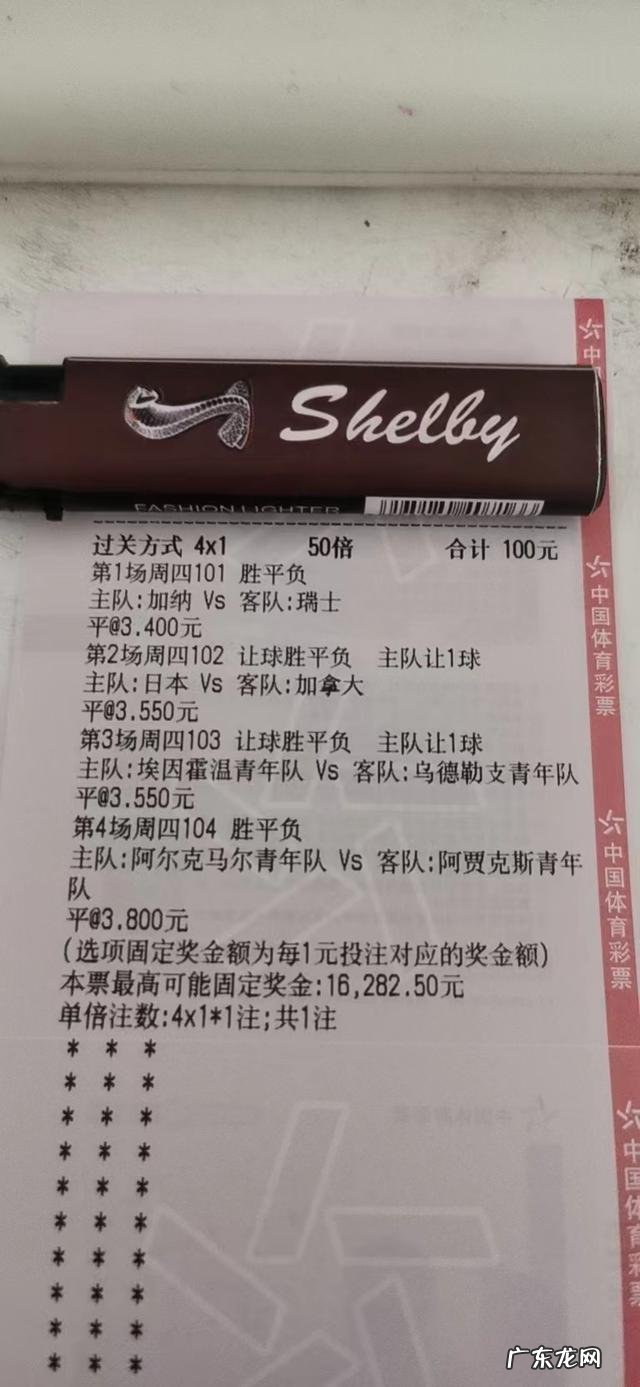 Shelby
FASHION LIGHTER
过关方式 4x1 50倍 合计 100元
第1场周四101 胜平负
主队:加纳 Vs 客队:瑞士
平@3.400元
第2场周四102 让球胜平负 主队让1球
主队:日本 Vs 客队:加拿大
平@3.550元
第3场周四103 让球胜平负 主队让1球
主队:埃因霍温青年队 Vs 客队:乌德勒支青年队
平@3.550元
第4场周四104 胜平负
主队:阿尔克马尔青年队 Vs 客队:阿贾克斯青年
队
平@3.800元
(选项固定奖金额为每1元投注对应的奖金额)
本票最高可能固定奖金:16,282.50元
单倍注数:4x1*1注;共1注
* * *
* * *
* * *
* * *
* * *
* * *
* * *
* * *
* * *
* * *
中
中国体育彩票
中国体育彩票
中国体育彩票
广东龙网